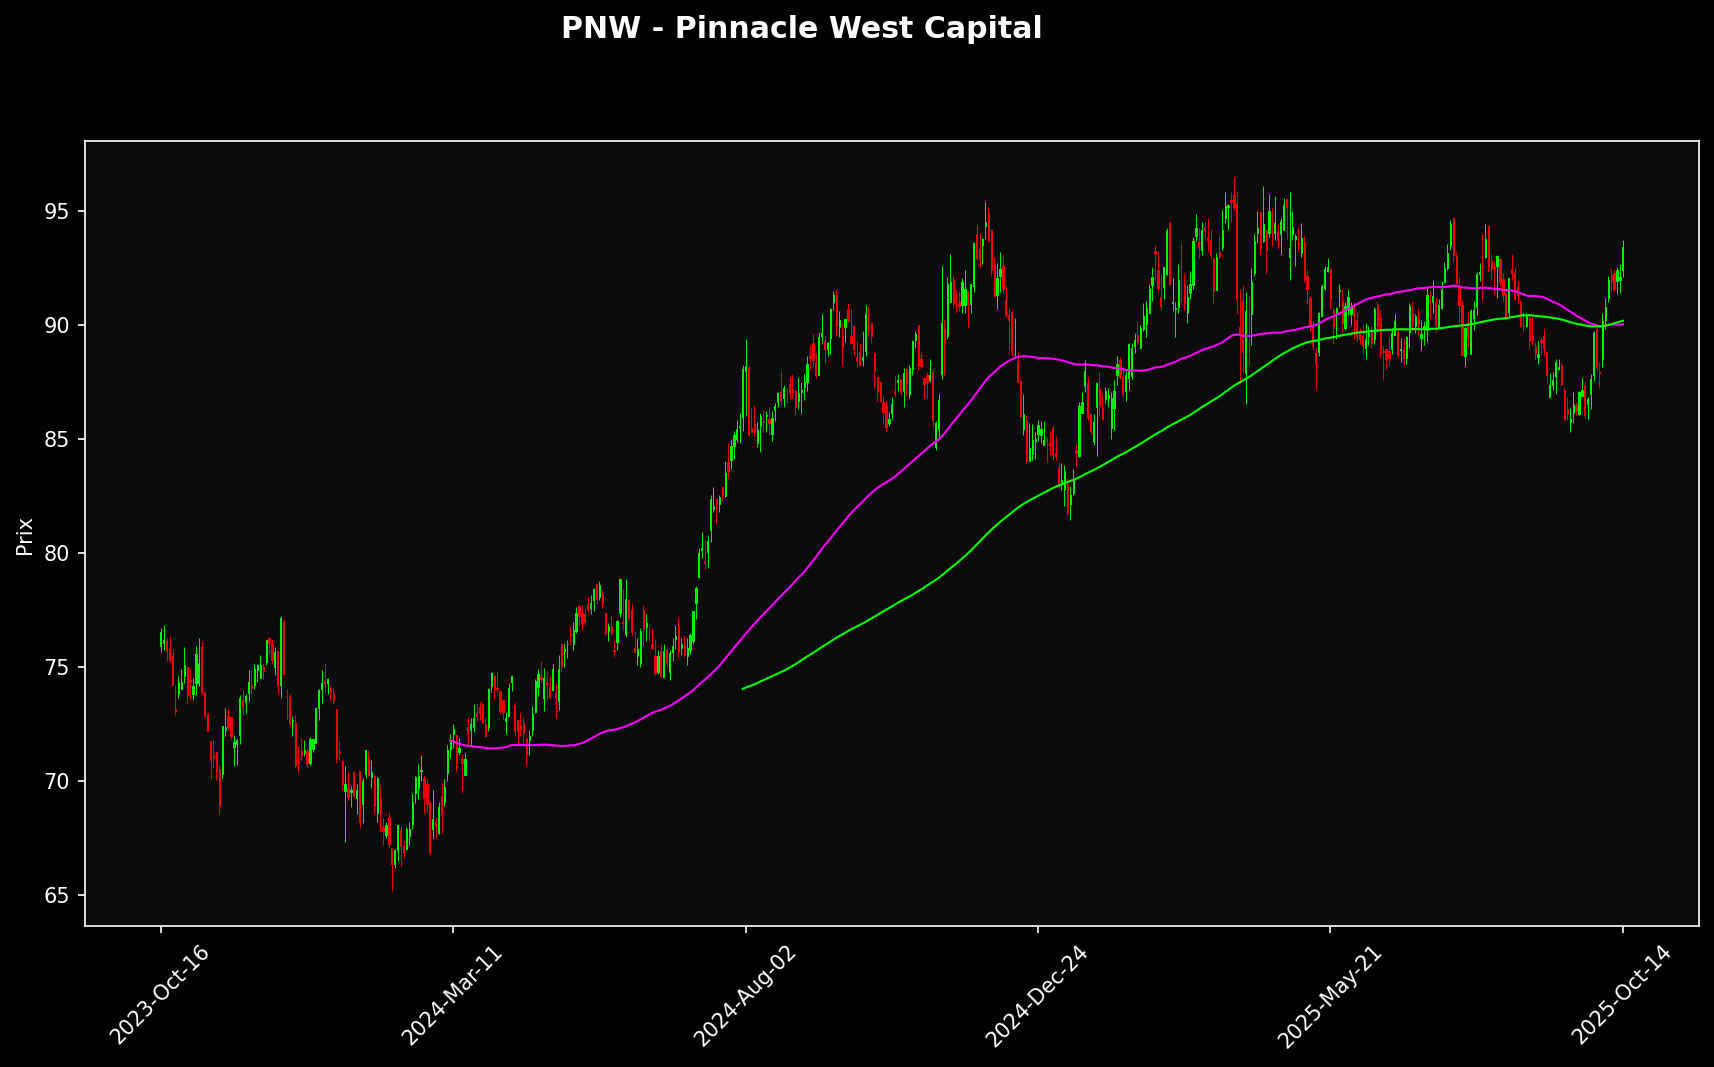 PNW - Pinnacle West Capital
Prix
95
90
85
80
75
70
65
2023-Oct-16
2024-Mar-11
2024-Aug-02
2024-Dec-24
2025-May-21
2025-Oct-14